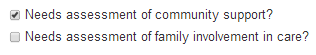 Needs assessment of community support?
Needs assessment of family involvement in care?